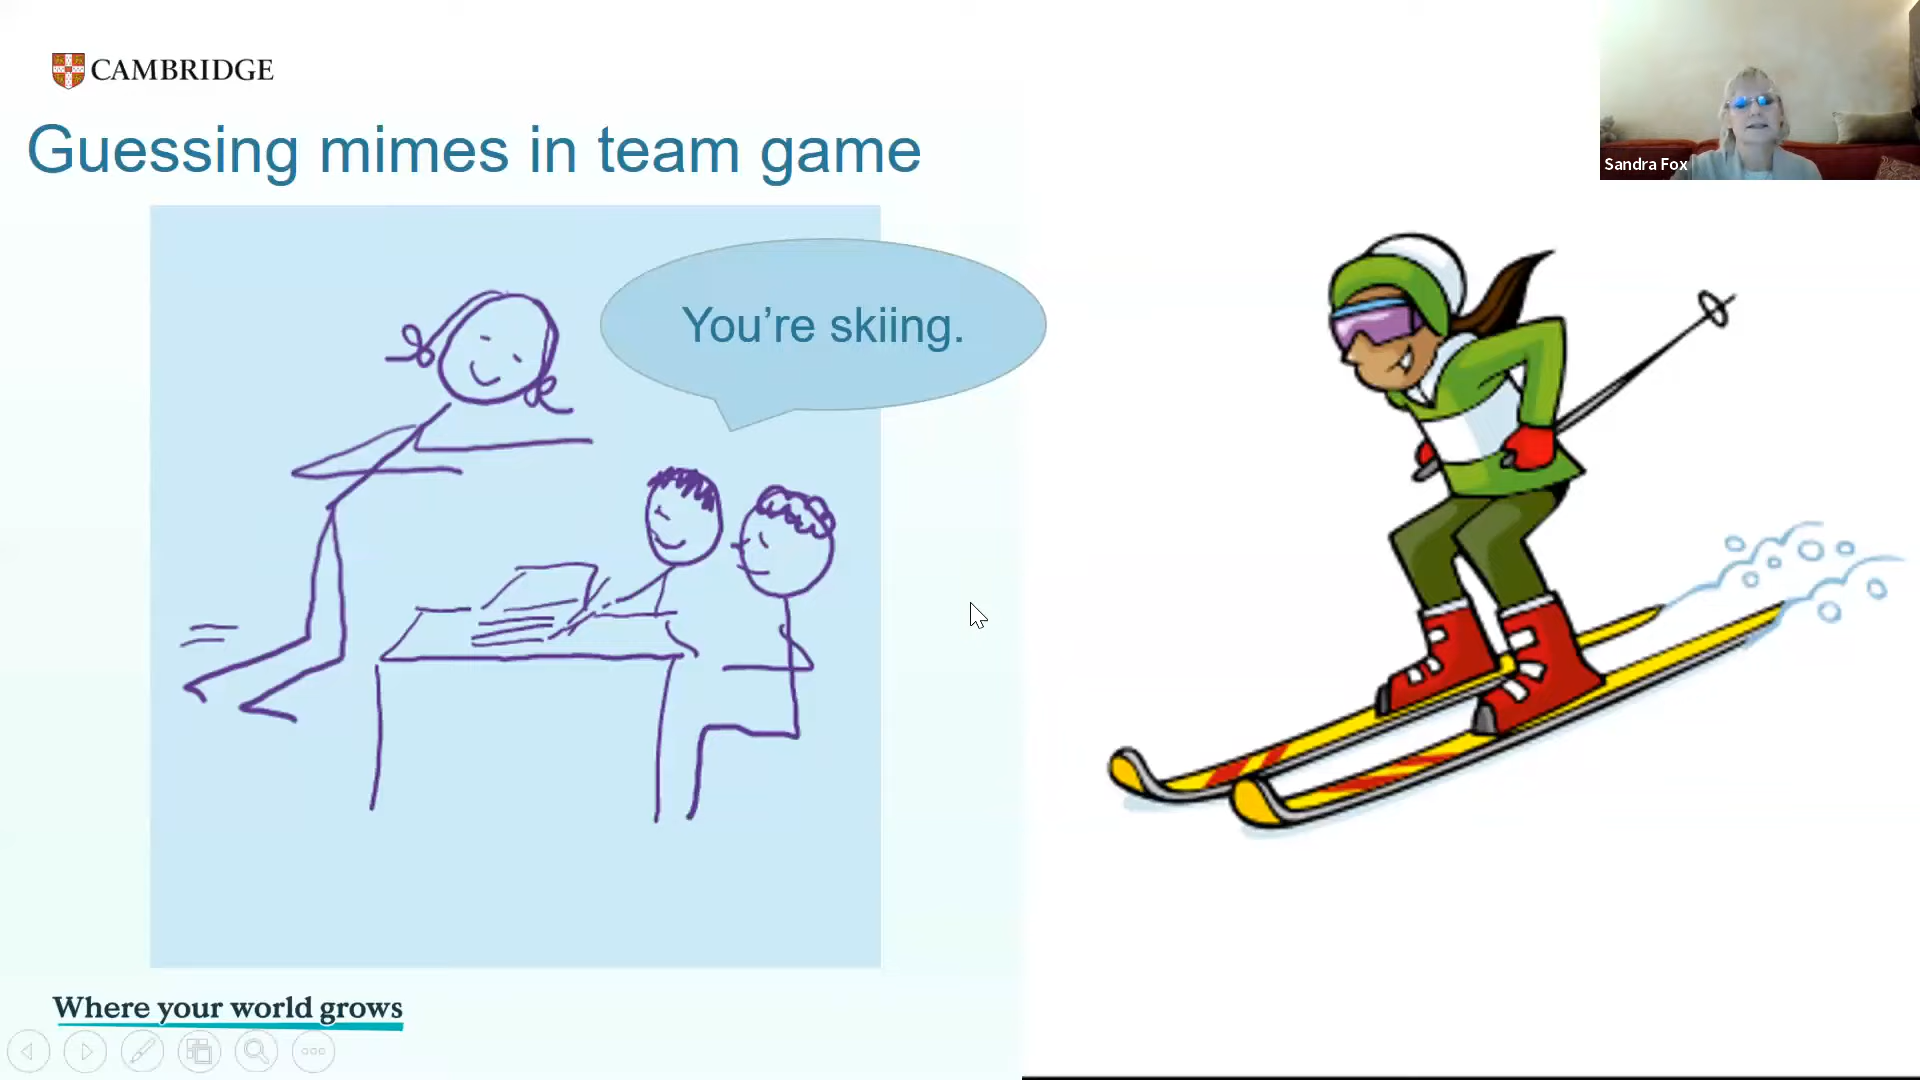 CAMBRIDGE
Guessing mimes in team game
You’re skiing.
Sandra Fox
Where your world grows